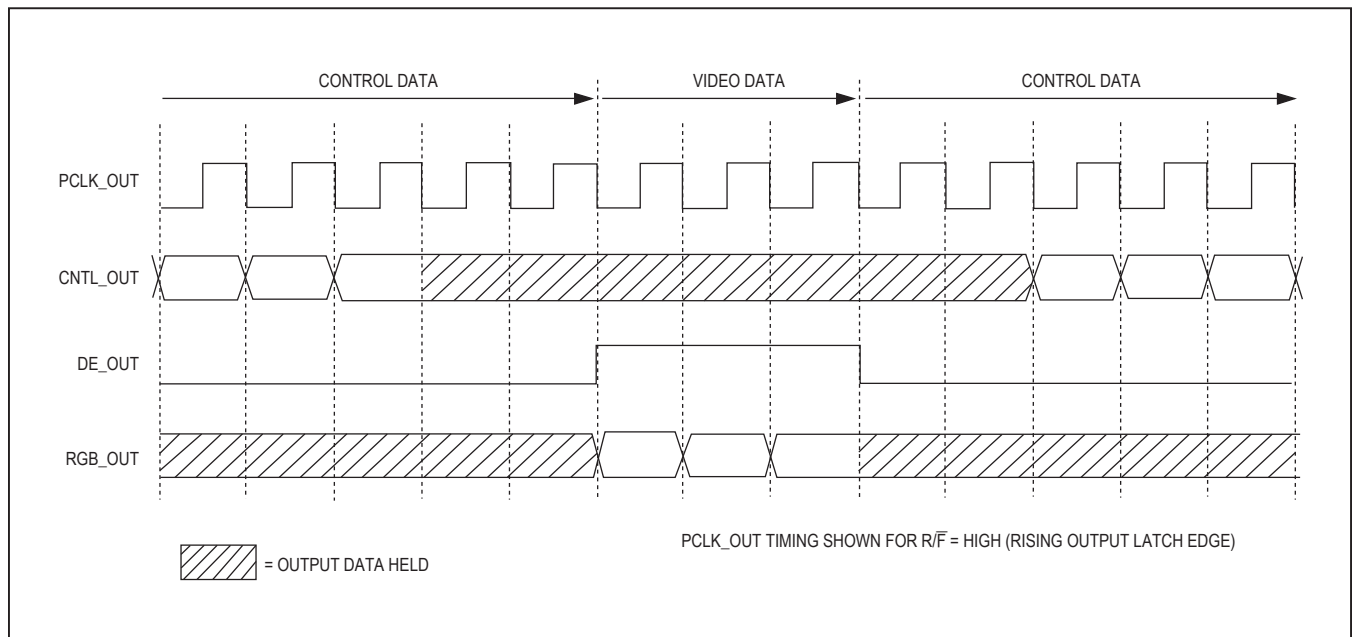 CONTROL DATA VIDEO DATA CONTROL DATA
PCLK_OUT
CNTL_OUT
DE_OUT
RGB_OUT
PCLK_OUT TIMING SHOWN FOR R/F̅ = HIGH (RISING OUTPUT LATCH EDGE)
= OUTPUT DATA HELD